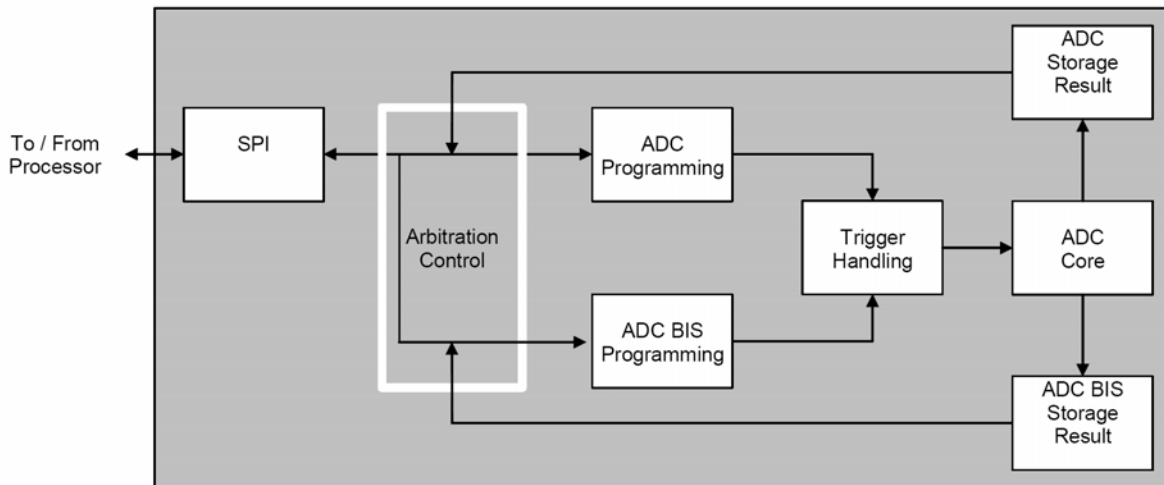 ADC
Storage
Result
To / From
Processor
SPI
ADC
Programming
Arbitration
Control
Trigger
Handling
ADC
Core
ADC BIS
Programming
ADC BIS
Storage
Result